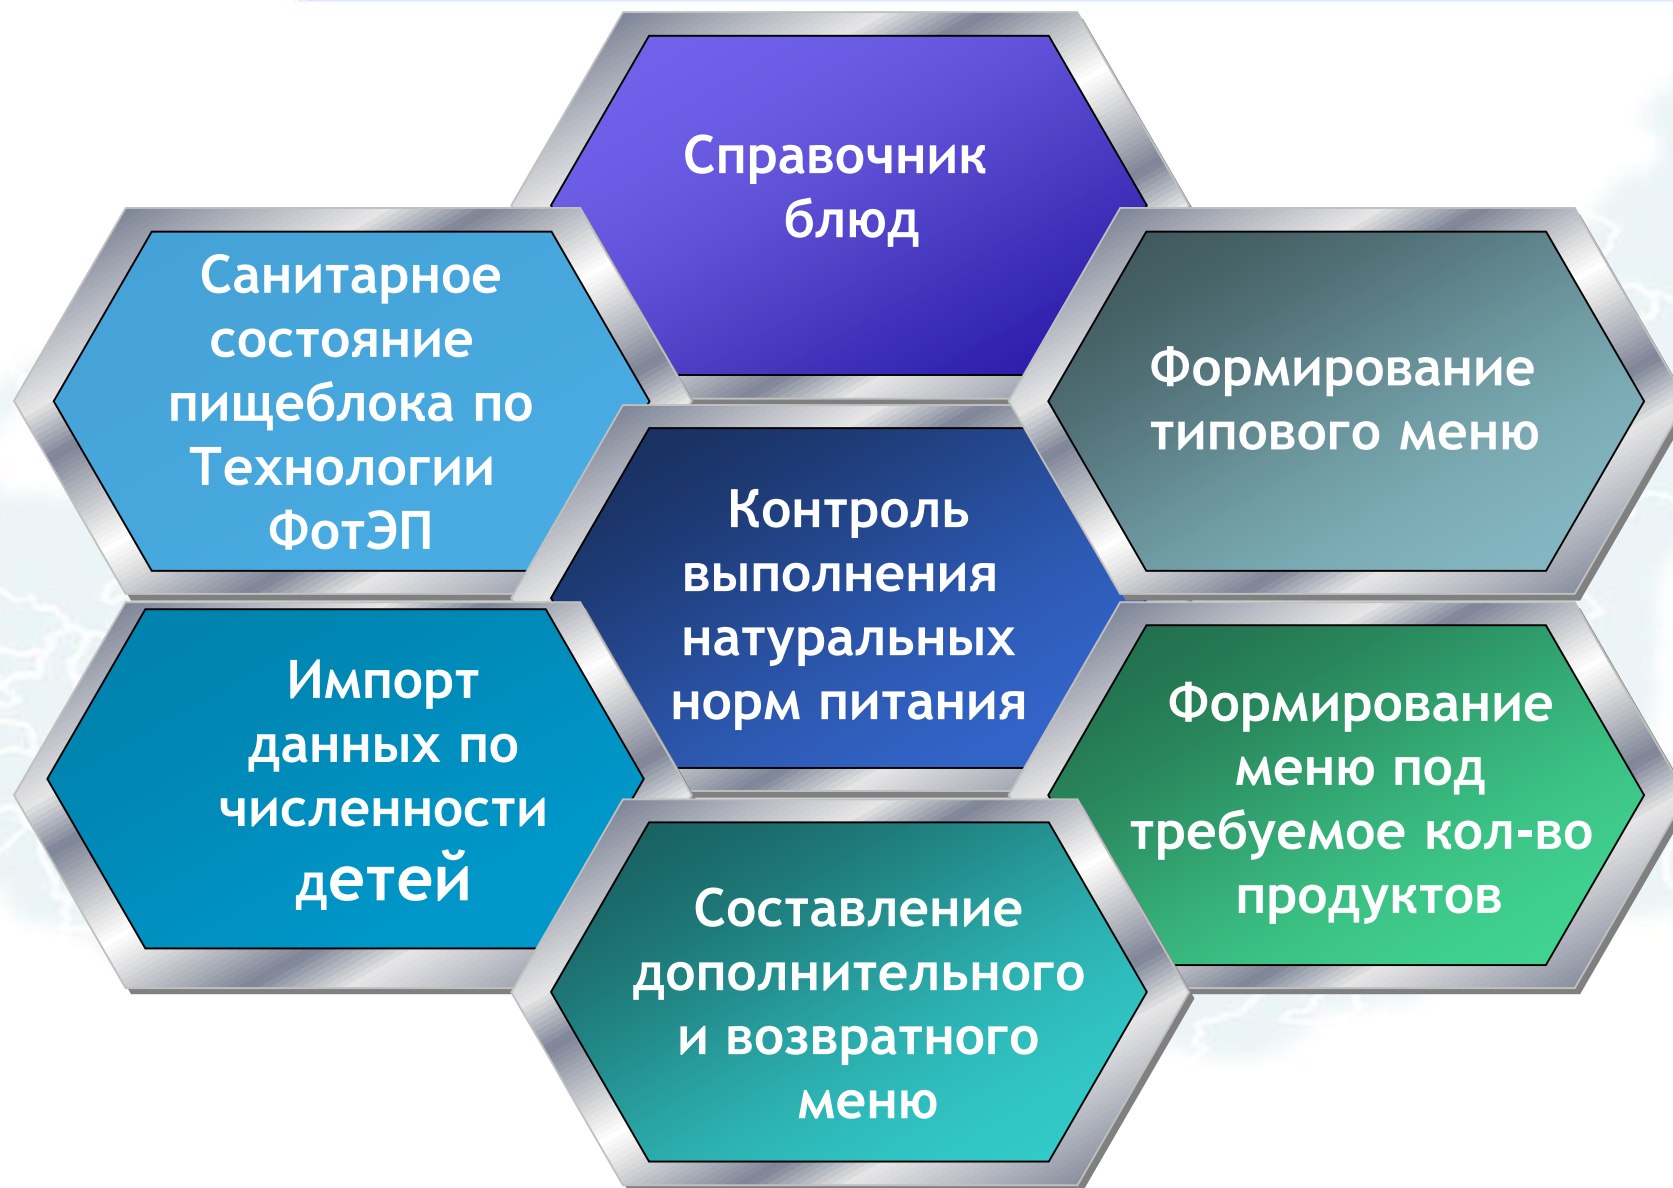 Справочник
блюд
Санитарное
состояние
пищеблока по
Технологии
ФотЭП
Формирование
типового меню
Контроль
выполнения
натуральных
норм питания
Импорт
данных по
численности
детей
Формирование
меню под
требуемое кол-во
продуктов
Составление
дополнительного
и возвратного
меню